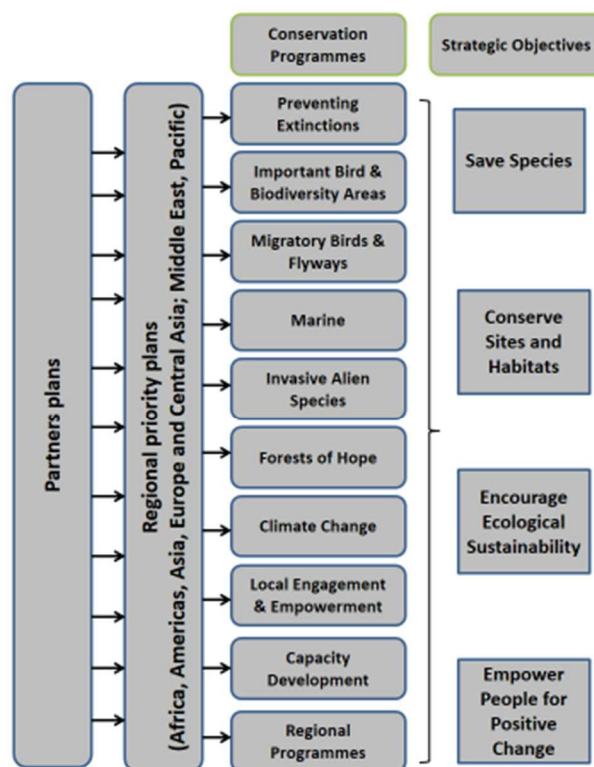 Conservation
Programmes
Strategic Objectives
Partners plans
Regional priority plans
(Africa, Americas, Asia, Europe and Central Asia; Middle East, Pacific)
Preventing
Extinctions
Important Bird &
Biodiversity Areas
Migratory Birds &
Flyways
Marine
Invasive Alien
Species
Forests of Hope
Climate Change
Local Engagement
& Empowerment
Capacity
Development
Regional
Programmes
Save Species
Conserve
Sites and
Habitats
Encourage
Ecological
Sustainability
Empower
People for
Positive
Change